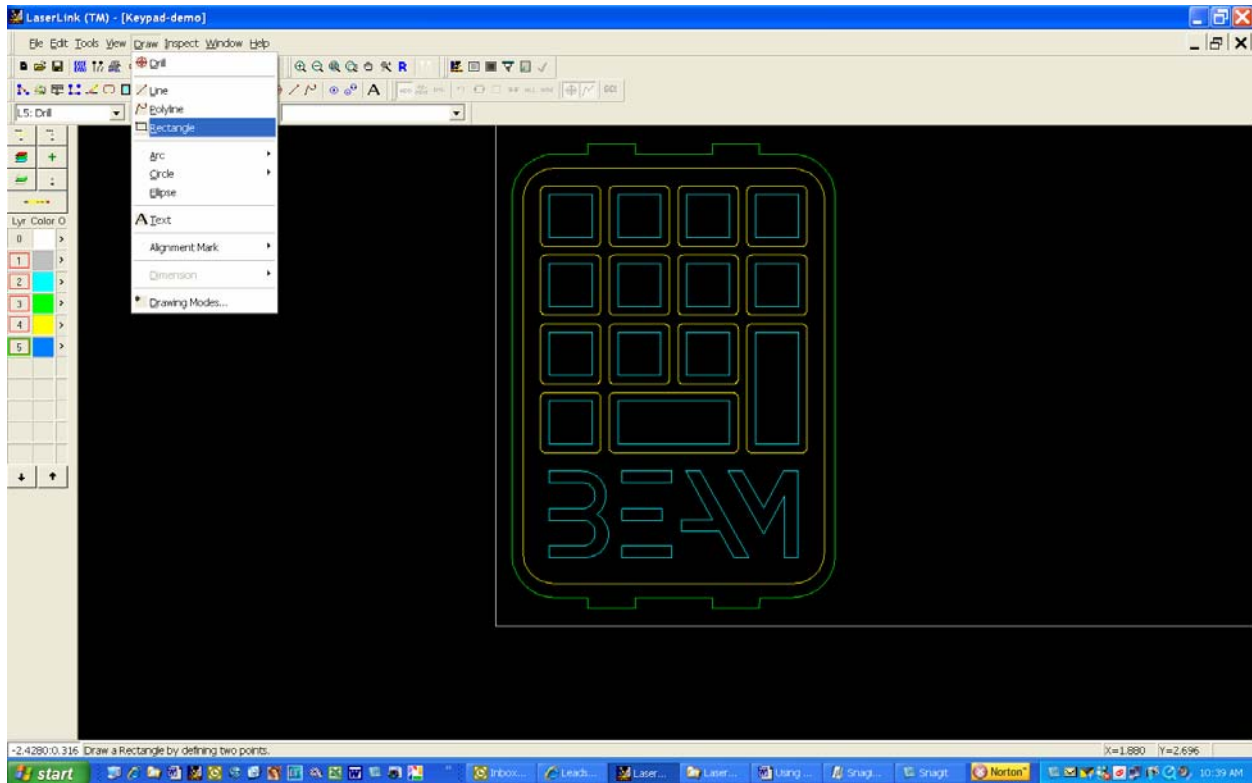 LaserLink (TM) - [Keypad-demo]
File Edit Tools View Draw Inspect Window Help
R
A
GO!
L5: Drill
Drill
Line
Polyline
Rectangle
Arc
Circle
Ellipse
A Text
Alignment Mark
Dimension
Drawing Modes...
Lyr Color O
0
1
2
3
4
5
BEAM
-2.4280:0.316 Draw a Rectangle by defining two points.
X=1.880 Y=2.696
start
Inbox...
Leads...
Laser...
Laser...
Using ...
Snag...
SnagIt
Norton
10:39 AM